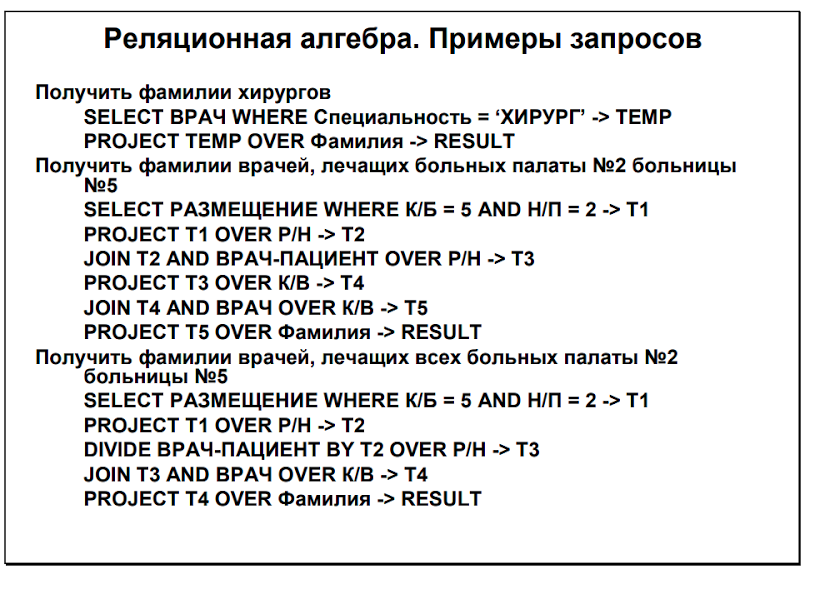 Реляционная алгебра. Примеры запросов
Получить фамилии хирургов
SELECT ВРАЧ WHERE Специальность = ‘ХИРУРГ’ -> TEMP
PROJECT TEMP OVER Фамилия -> RESULT
Получить фамилии врачей, лечащих больных палаты №2 больницы
№5
SELECT РАЗМЕЩЕНИЕ WHERE К/Б = 5 AND Н/П = 2 -> T1
PROJECT T1 OVER Р/Н -> T2
JOIN T2 AND ВРАЧ-ПАЦИЕНТ OVER Р/Н -> T3
PROJECT T3 OVER К/В -> T4
JOIN T4 AND ВРАЧ OVER К/В -> T5
PROJECT T5 OVER Фамилия -> RESULT
Получить фамилии врачей, лечащих всех больных палаты №2
больницы №5
SELECT РАЗМЕЩЕНИЕ WHERE К/Б = 5 AND Н/П = 2 -> T1
PROJECT T1 OVER Р/Н -> T2
DIVIDE ВРАЧ-ПАЦИЕНТ BY T2 OVER Р/Н -> T3
JOIN T3 AND ВРАЧ OVER К/В -> T4
PROJECT T4 OVER Фамилия -> RESULT